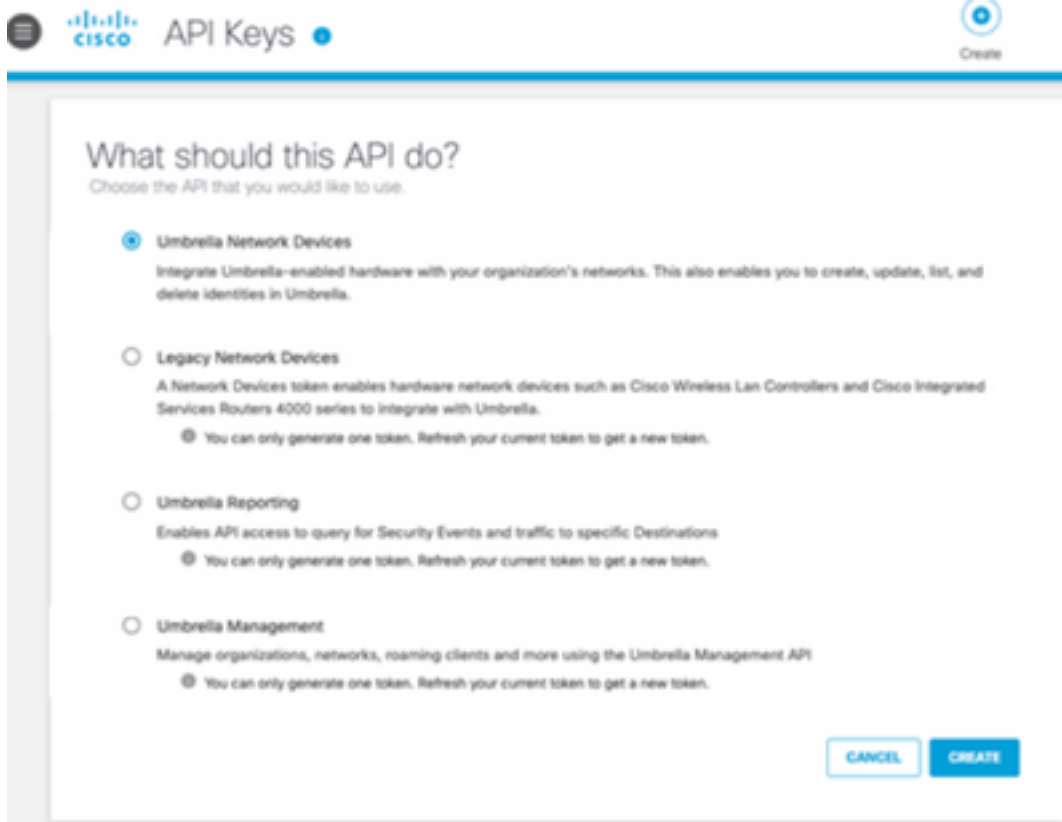 CISCO
API Keys
Create
What should this API do?
Choose the API that you would like to use.
Umbrella Network Devices
Integrate Umbrella-enabled hardware with your organization's networks. This also enables you to create, update, list, and
delete identities in Umbrella.
Legacy Network Devices
A Network Devices token enables hardware network devices such as Cisco Wireless Lan Controllers and Cisco Integrated
Services Routers 4000 series to integrate with Umbrella.
You can only generate one token. Refresh your current token to get a new token.
Umbrella Reporting
Enables API access to query for Security Events and traffic to specific Destinations
You can only generate one token. Refresh your current token to get a new token.
Umbrella Management
Manage organizations, networks, roaming clients and more using the Umbrella Management API
You can only generate one token. Refresh your current token to get a new token.
CANCEL
CREATE